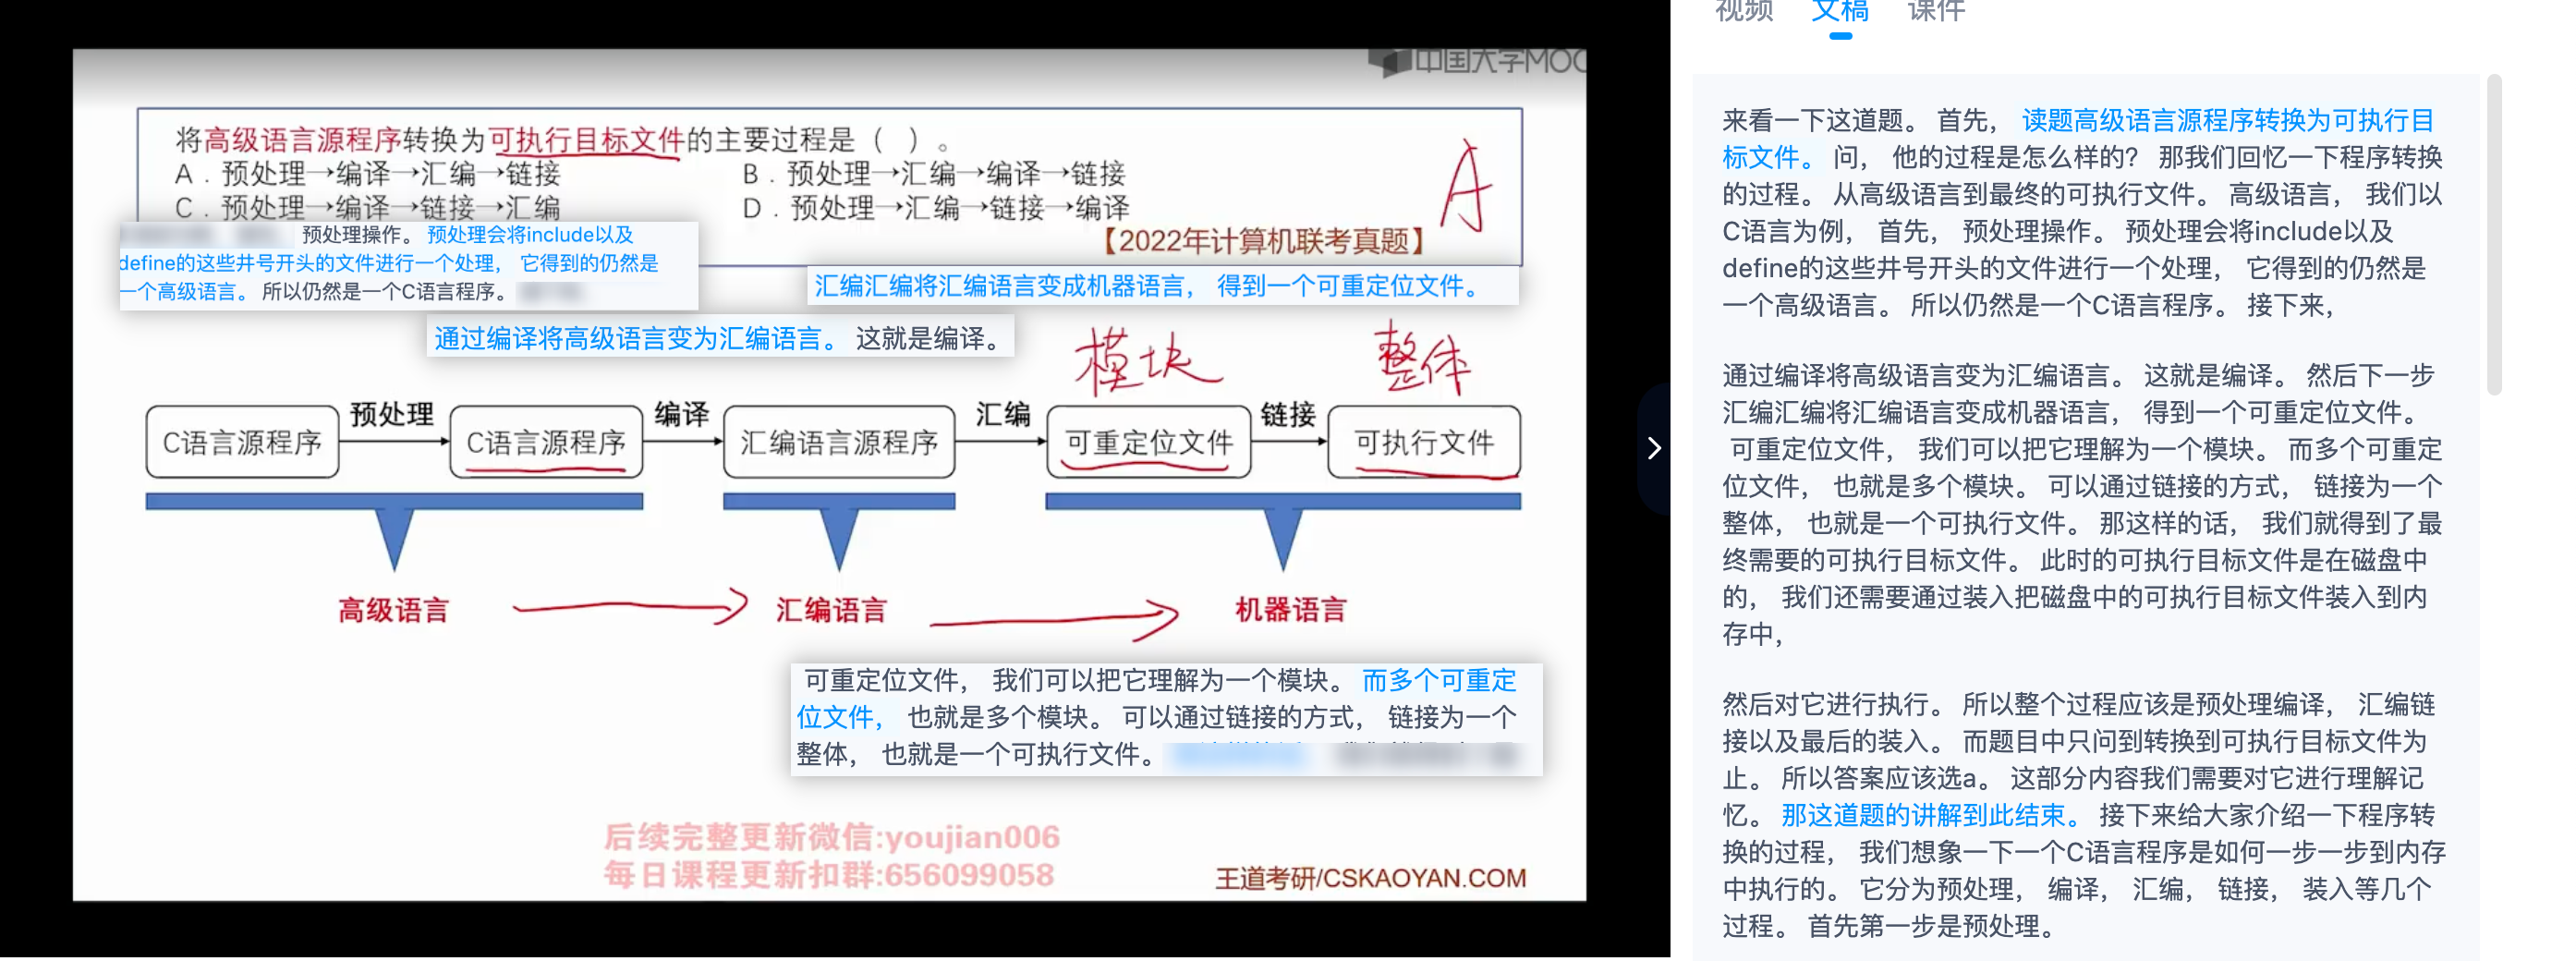 中国大学MOC
将高级语言源程序转换为可执行目标文件的主要过程是（ ）。
A．预处理→编译→汇编→链接
B．预处理→汇编→编译→链接
C．预处理→编译→链接→汇编
D．预处理→汇编→链接→编译
A
【2022年计算机联考真题】
预处理操作。 预处理会将include以及
define的这些井号开头的文件进行一个处理， 它得到的仍然是
一个高级语言。 所以仍然是一个C语言程序。
汇编汇编将汇编语言变成机器语言， 得到一个可重定位文件。
通过编译将高级语言变为汇编语言。 这就是编译。
模块
整体
C语言源程序
预处理
C语言源程序
编译
汇编语言源程序
汇编
可重定位文件
链接
可执行文件
高级语言
汇编语言
机器语言
可重定位文件， 我们可以把它理解为一个模块。 而多个可重定
位文件， 也就是多个模块。 可以通过链接的方式， 链接为一个
整体， 也就是一个可执行文件。
后续完整更新微信:youjian006
每日课程更新扣群:656099058
王道考研/CSKAOYAN.COM
视频 文稿 课件
来看一下这道题。 首先， 读题高级语言源程序转换为可执行目
标文件。 问， 他的过程是怎么样的? 那我们回忆一下程序转换
的过程。 从高级语言到最终的可执行文件。 高级语言， 我们以
C语言为例， 首先， 预处理操作。 预处理会将include以及
define的这些井号开头的文件进行一个处理， 它得到的仍然是
一个高级语言。 所以仍然是一个C语言程序。 接下来，
通过编译将高级语言变为汇编语言。 这就是编译。 然后下一步
汇编汇编将汇编语言变成机器语言， 得到一个可重定位文件。
可重定位文件， 我们可以把它理解为一个模块。 而多个可重定
位文件， 也就是多个模块。 可以通过链接的方式， 链接为一个
整体， 也就是一个可执行文件。 那这样的话， 我们就得到了最
终需要的可执行目标文件。 此时的可执行目标文件是在磁盘中
的， 我们还需要通过装入把磁盘中的可执行目标文件装入到内
存中，
然后对它进行执行。 所以整个过程应该是预处理编译， 汇编链
接以及最后的装入。 而题目中只问到转换到可执行目标文件为
止。 所以答案应该选a。 这部分内容我们需要对它进行理解记
忆。 那这道题的讲解到此结束。 接下来给大家介绍一下程序转
换的过程， 我们想象一下一个C语言程序是如何一步一步到内存
中执行的。 它分为预处理， 编译， 汇编， 链接， 装入等几个
过程。 首先第一步是预处理。